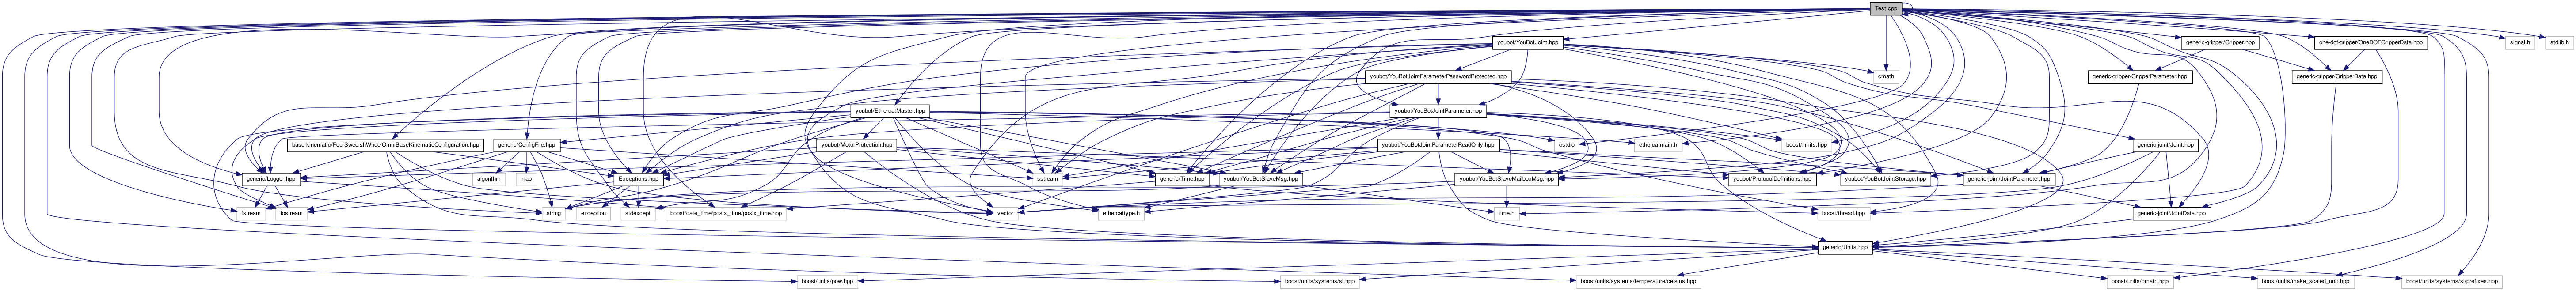 Test.cpp
youbot/YouBotJoint.hpp
generic-gripper/Gripper.hpp
one-dof-gripper/OneDOFGripperData.hpp
signal.h
stdlib.h
youbot/YouBotJointParameterPasswordProtected.hpp
cmath
generic-gripper/GripperParameter.hpp
generic-gripper/GripperData.hpp
youbot/EthercatMaster.hpp
youbot/YouBotJointParameter.hpp
base-kinematic/FourSwedishWheelOmniBaseKinematicConfiguration.hpp
generic/ConfigFile.hpp
youbot/MotorProtection.hpp
youbot/YouBotJointParameterReadOnly.hpp
cstdio
ethercatmain.h
boost/limits.hpp
generic-joint/Joint.hpp
generic/Logger.hpp
algorithm
map
Exceptions.hpp
sstream
generic/Time.hpp
youbot/YouBotSlaveMsg.hpp
youbot/YouBotSlaveMailboxMsg.hpp
youbot/ProtocolDefinitions.hpp
youbot/YouBotJointStorage.hpp
generic-joint/JointParameter.hpp
fstream
iostream
string
exception
stdexcept
boost/date_time/posix_time/posix_time.hpp
vector
ethercattype.h
time.h
boost/thread.hpp
generic-joint/JointData.hpp
generic/Units.hpp
boost/units/pow.hpp
boost/units/systems/si.hpp
boost/units/systems/temperature/celsius.hpp
boost/units/cmath.hpp
boost/units/make_scaled_unit.hpp
boost/units/systems/si/prefixes.hpp